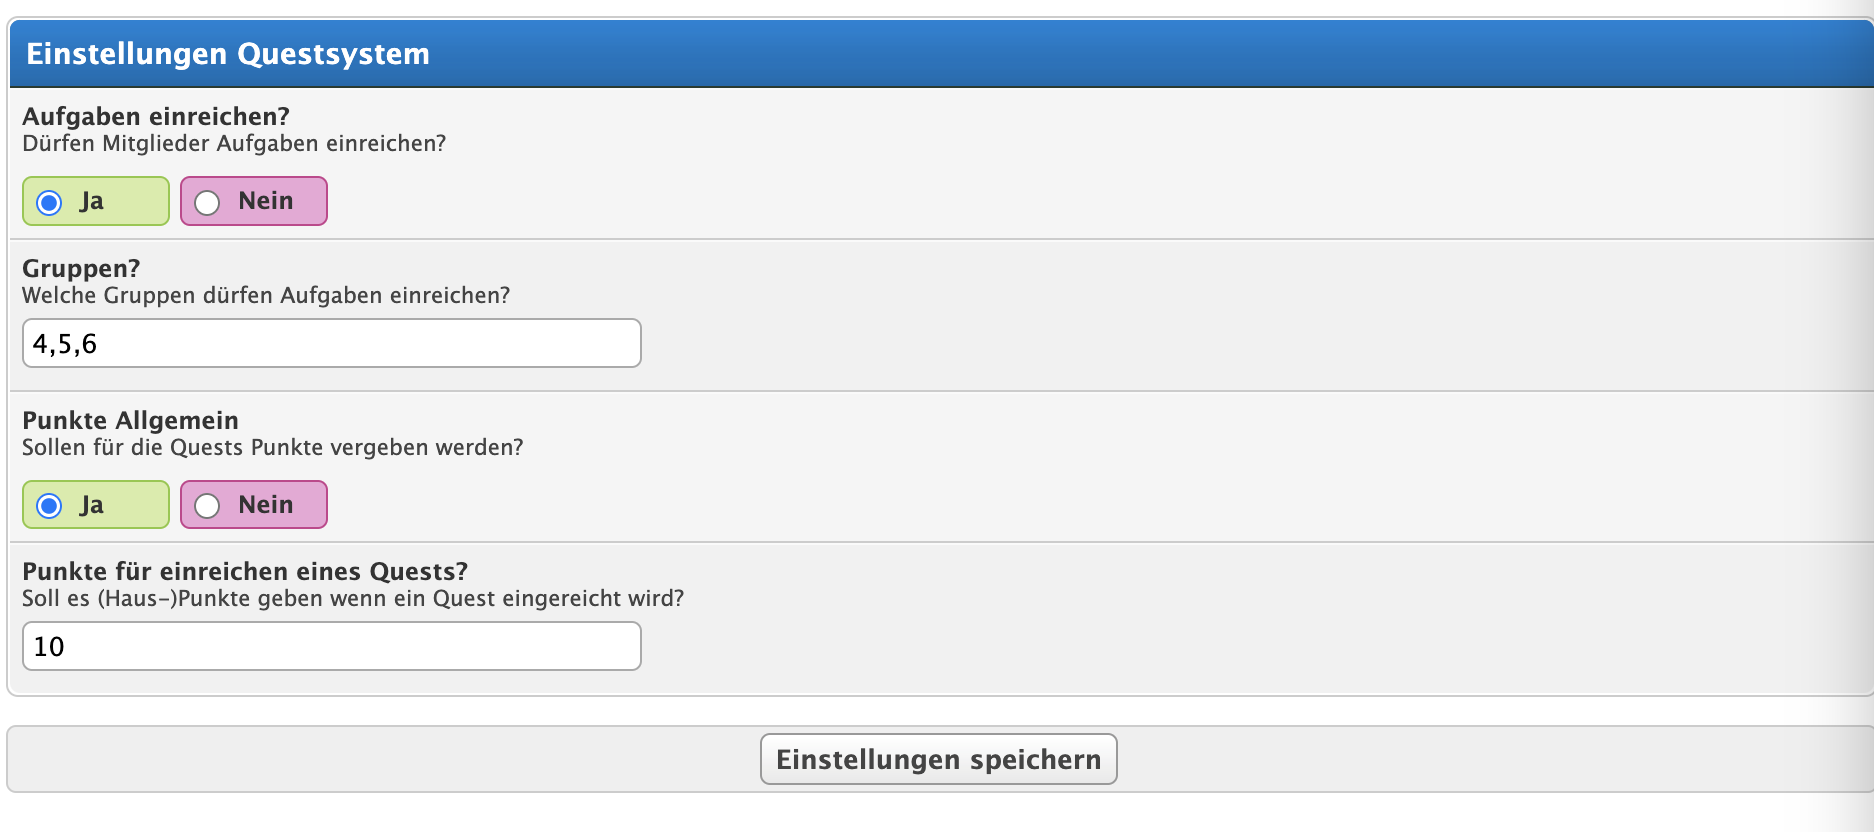 Einstellungen Questsystem
Aufgaben einreichen?
Dürfen Mitglieder Aufgaben einreichen?
Ja Nein
Gruppen?
Welche Gruppen dürfen Aufgaben einreichen?
4,5,6
Punkte Allgemein
Sollen für die Quests Punkte vergeben werden?
Ja Nein
Punkte für einreichen eines Quests?
Soll es (Haus-)Punkte geben wenn ein Quest eingereicht wird?
10
Einstellungen speichern